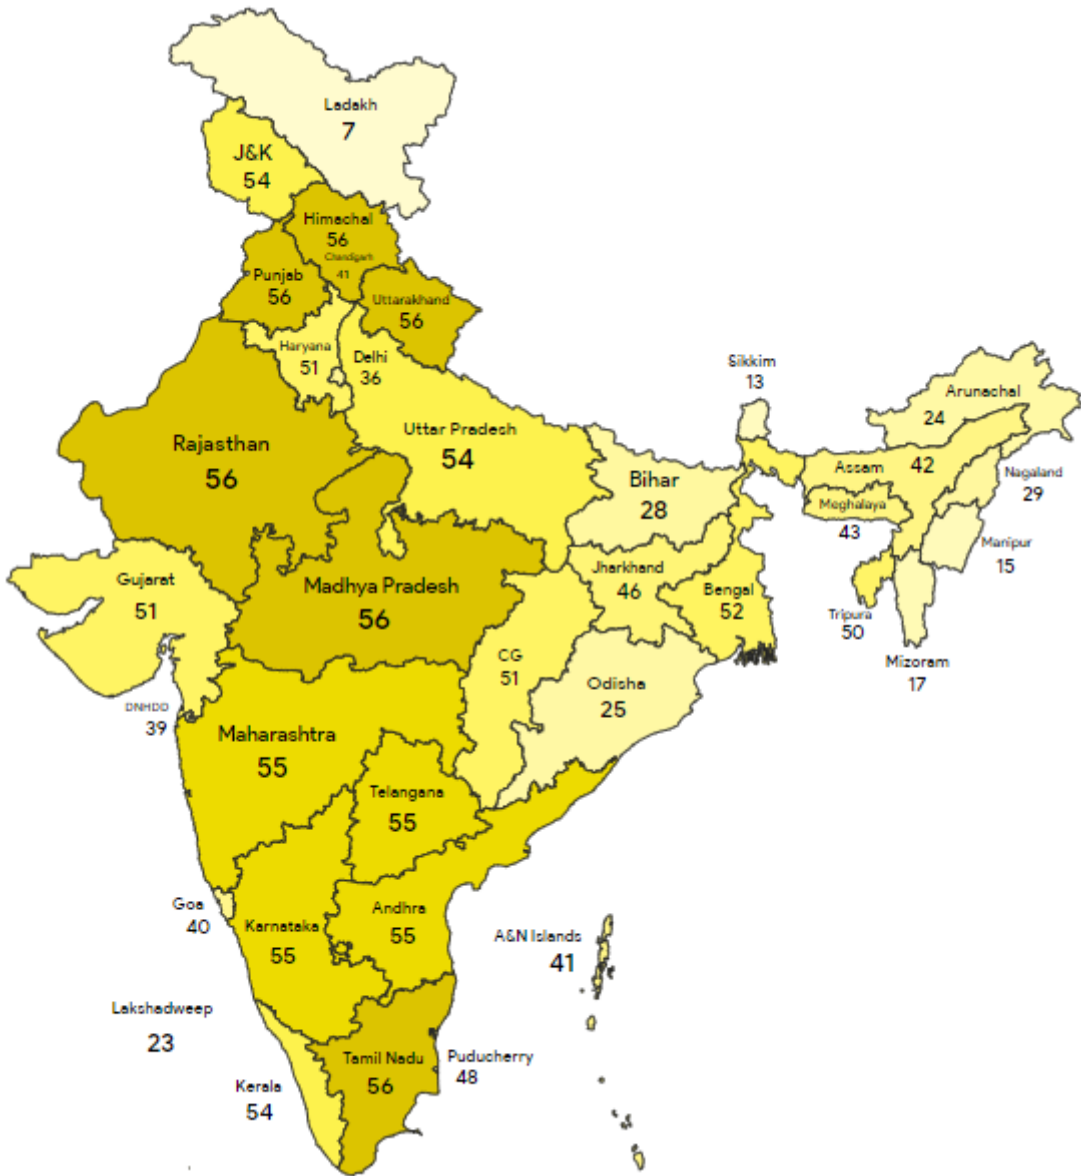 Ladakh
7
J&K
54
Himachal
56
Chandigarh
41
Punjab
56
Uttarakhand
56
Haryana
51
Delhi
36
Sikkim
13
Arunachal
24
Rajasthan
56
Uttar Pradesh
54
Bihar
28
Assam 42
Nagaland
29
Meghalaya
43
Manipur
15
Gujarat
51
Madhya Pradesh
56
Jharkhand
46
Bengal
52
Tripura
50
Mizoram
17
CG
51
Odisha
25
DNHDD
39
Maharashtra
55
Telangana
55
Goa
40
Karnataka
55
Andhra
55
A&N Islands
41
Lakshadweep
23
Kerala
54
Tamil Nadu
56
Puducherry
48